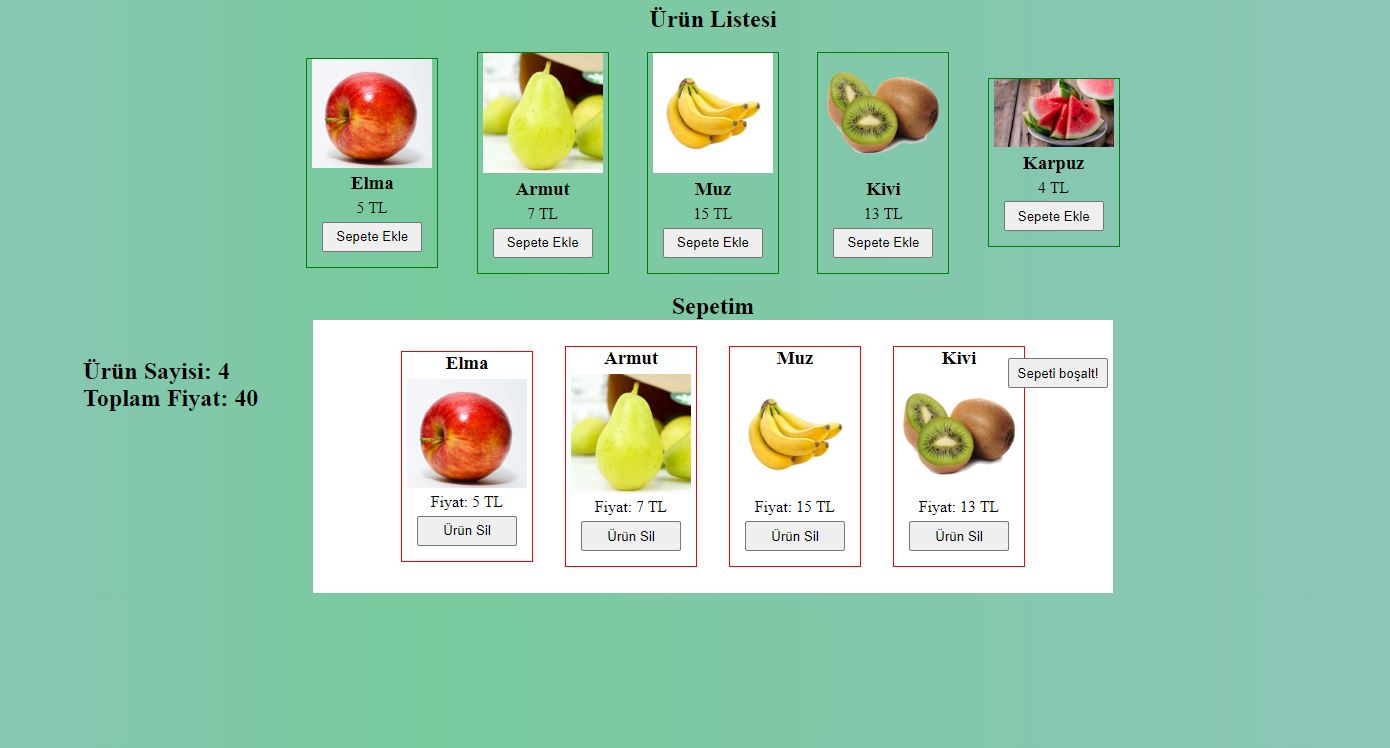 Ürün Listesi
Elma
5 TL
Sepete Ekle
Armut
7 TL
Sepete Ekle
Muz
15 TL
Sepete Ekle
Kivi
13 TL
Sepete Ekle
Karpuz
4 TL
Sepete Ekle
Sepetim
Ürün Sayisi: 4
Toplam Fiyat: 40
Elma
Fiyat: 5 TL
Ürün Sil
Armut
Fiyat: 7 TL
Ürün Sil
Muz
Fiyat: 15 TL
Ürün Sil
Kivi
Fiyat: 13 TL
Ürün Sil
Sepeti boşalt!